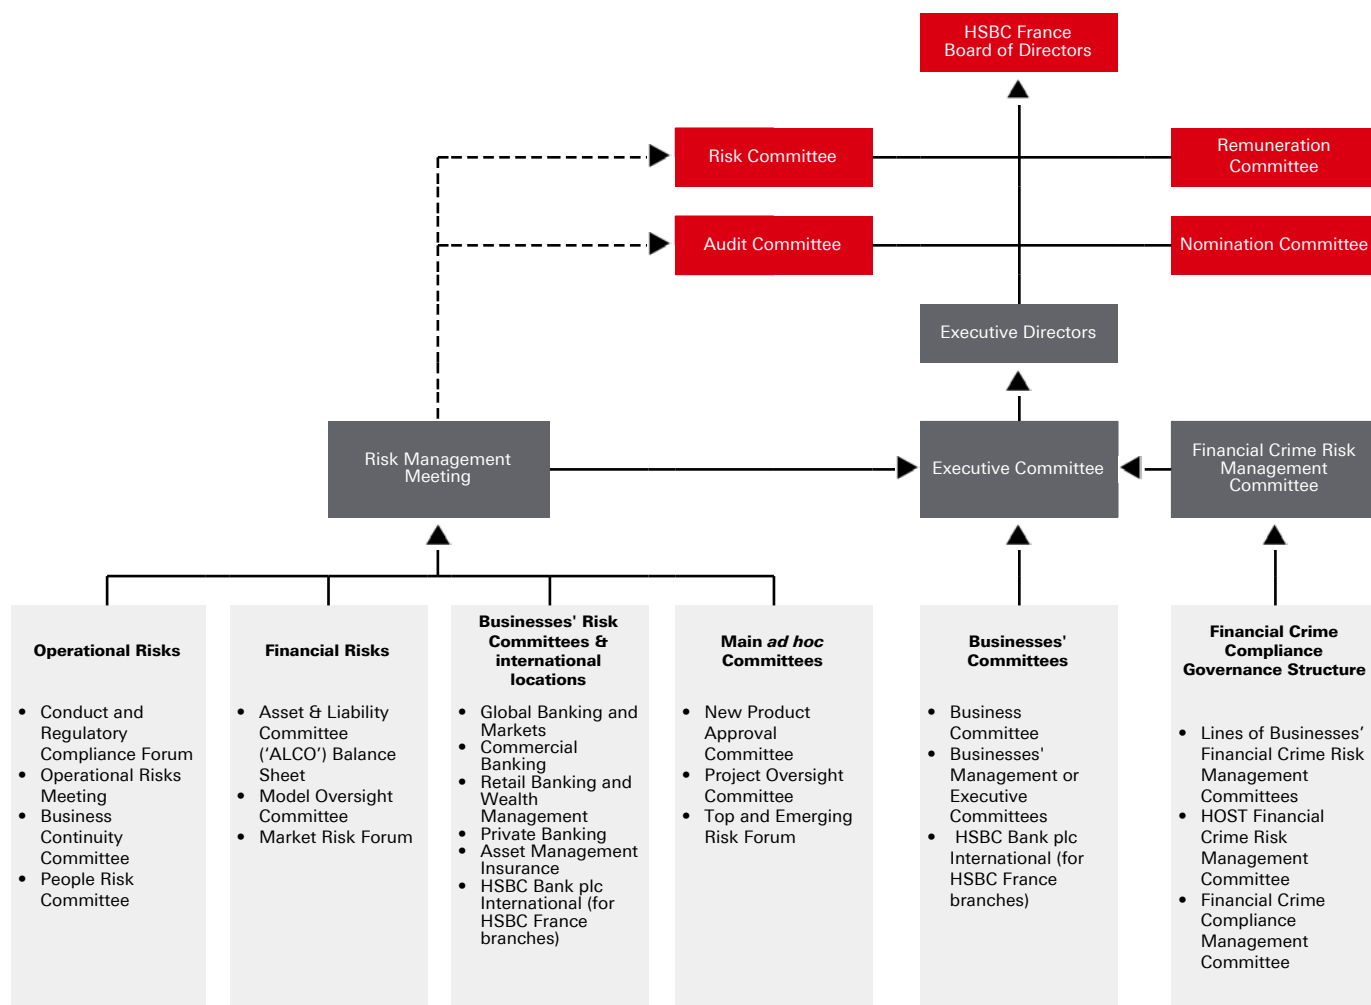 HSBC France
Board of Directors
Risk Committee
Remuneration
Committee
Audit Committee
Nomination Committee
Executive Directors
Risk Management
Meeting
Executive Committee
Financial Crime Risk
Management
Committee
Operational Risks
• Conduct and
Regulatory
Compliance Forum
• Operational Risks
Meeting
• Business
Continuity
Committee
• People Risk
Committee
Financial Risks
• Asset & Liability
Committee
(‘ALCO’) Balance
Sheet
• Model Oversight
Committee
• Market Risk Forum
Businesses' Risk
Committees &
international
locations
• Global Banking and
Markets
• Commercial
Banking
• Retail Banking and
Wealth
Management
• Private Banking
• Asset Management
Insurance
• HSBC Bank plc
International (for
HSBC France
branches)
Main ad hoc
Committees
• New Product
Approval
Committee
• Project Oversight
Committee
• Top and Emerging
Risk Forum
Businesses'
Committees
• Business
Committee
• Businesses'
Management or
Executive
Committees
• HSBC Bank plc
International (for
HSBC France
branches)
Financial Crime
Compliance
Governance Structure
• Lines of Businesses’
Financial Crime Risk
Management
Committees
• HOST Financial
Crime Risk
Management
Committee
• Financial Crime
Compliance
Management
Committee